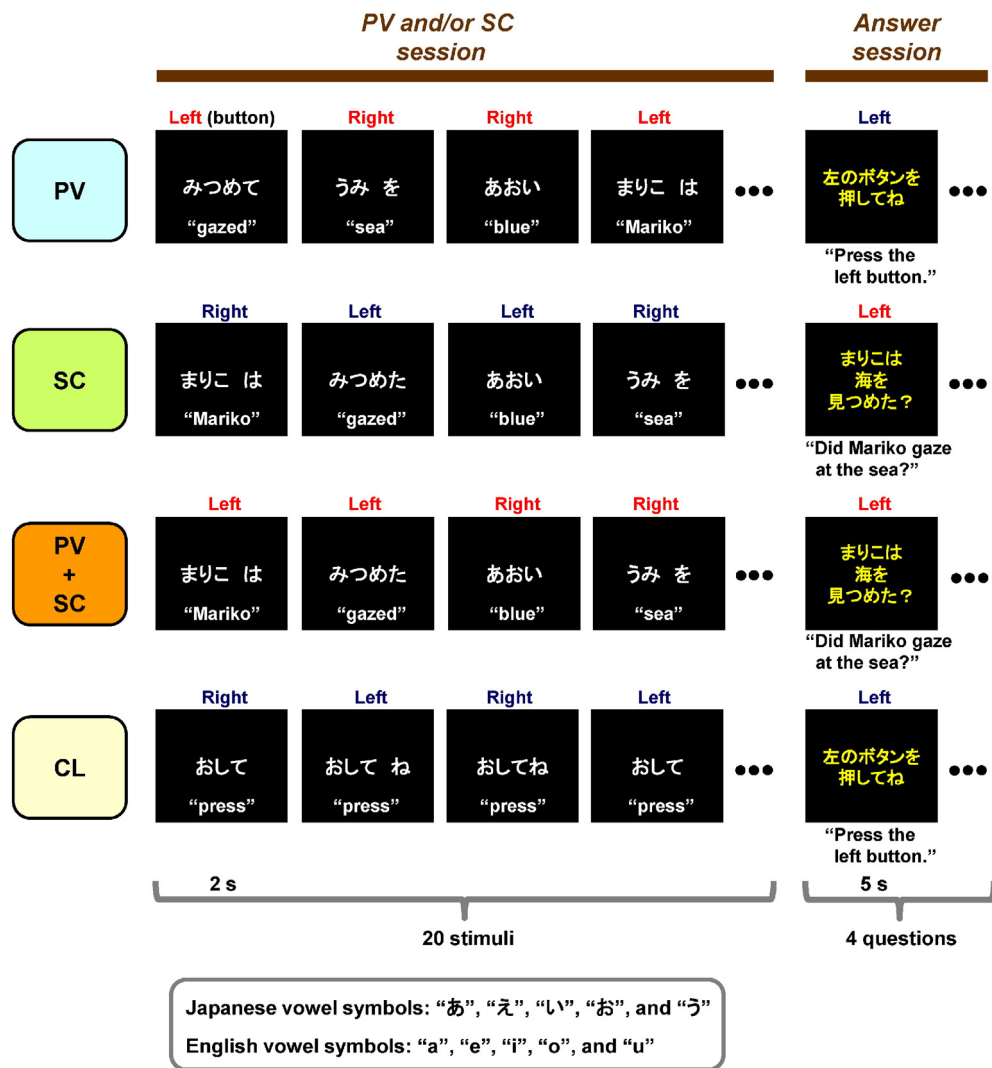 PV and/or SC
session
Answer
session
Left (button) Right Right Left Left
PV
みつめて うみ を あおい まりこ は ••• 左のボタンを
押してね •••
“gazed” “sea” “blue” “Mariko”
“Press the
left button.”
Right Left Left Right Left
SC
まりこ は みつめた あおい うみ を ••• まりこは
海を
見つめた？ •••
“Mariko” “gazed” “blue” “sea”
“Did Mariko gaze
at the sea?”
Left Left Right Right Left
PV
+
SC
まりこ は みつめた あおい うみ を ••• まりこは
海を
見つめた？ •••
“Mariko” “gazed” “blue” “sea”
“Did Mariko gaze
at the sea?”
Right Left Right Left Left
CL
おして おして ね おしてね おして ••• 左のボタンを
押してね •••
“press” “press” “press” “press”
“Press the
left button.”
2 s 5 s
20 stimuli 4 questions
Japanese vowel symbols: “あ”, “え”, “い”, “お”, and “う”
English vowel symbols: “a”, “e”, “i”, “o”, and “u”